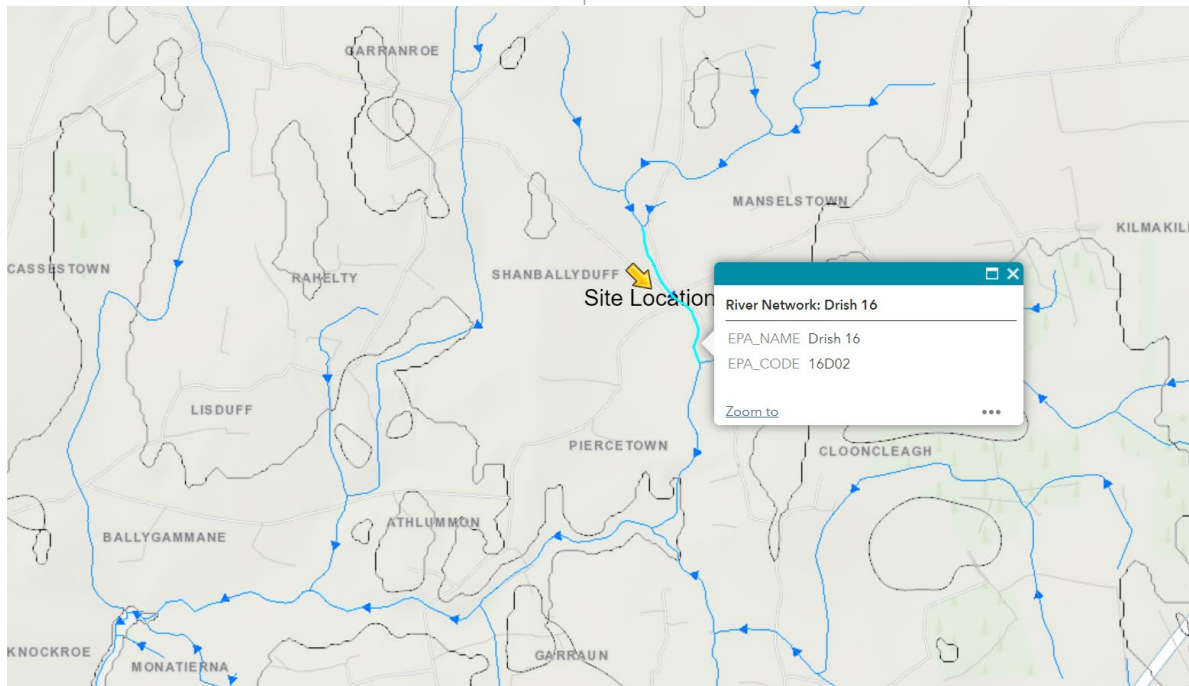 GARRANROE
MANSELSTOWN
KILMAKIL
CASSESTOWN
RAHELTY
SHANBALLYDUFF
Site Location
River Network: Drish 16
EPA_NAME Drish 16
EPA_CODE 16D02
Zoom to
LISDUFF
PIERCETOWN
CLOONCLEAGH
ATHLUMMON
BALLYGAMMANE
KNOCKROE
MONATIERNA
GARRAUN